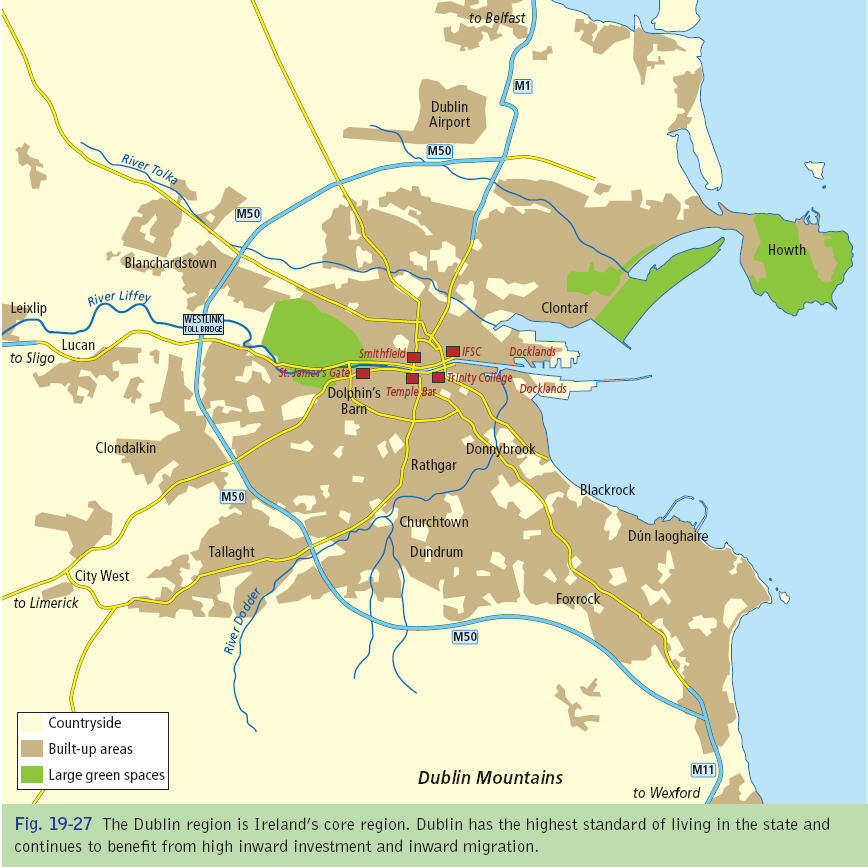 to Belfast
M1
Dublin
Airport
M50
River Tolka
M50
Blanchardstown
Howth
River Liffey
Leixlip
Clontarf
WESTLINK
TOLL BRIDGE
Lucan
to Sligo
Smithfield
IFSC
Docklands
St. James's Gate
Trinity College
Docklands
Temple Bar
Dolphin's
Barn
Clondalkin
Donnybrook
Rathgar
Blackrock
M50
Churchtown
Dún laoghaire
Tallaght
Dundrum
City West
Foxrock
to Limerick
River Dodder
M50
Countryside
Built-up areas
Large green spaces
M11
Dublin Mountains
to Wexford
Fig. 19-27 The Dublin region is Ireland's core region. Dublin has the highest standard of living in the state and
continues to benefit from high inward investment and inward migration.